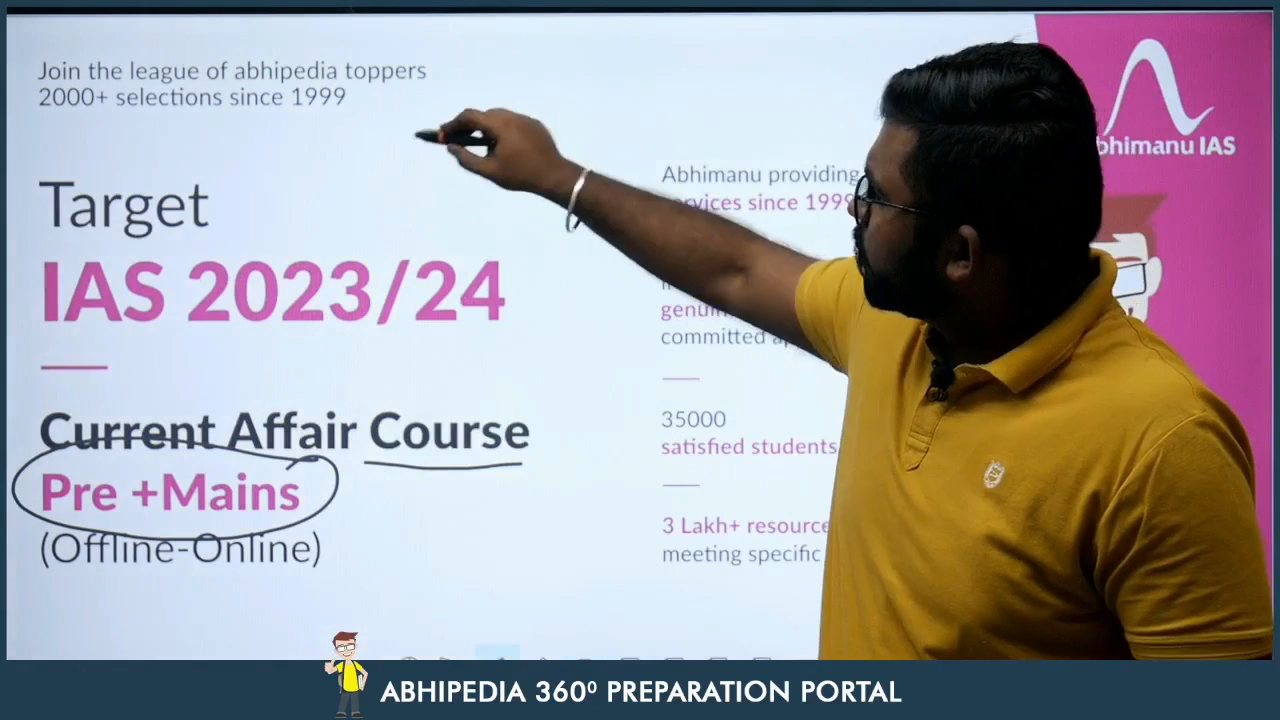 Join the league of abhipedia toppers
2000+ selections since 1999
Target
IAS 2023/24
Current Affair Course
Pre +Mains
(Offline-Online)
Abhimanu providing
services since 1999
committed
35000
satisfied students
3 Lakh+ resource
meeting specific
bhimanu IAS
ABHIPEDIA 360⁰ PREPARATION PORTAL